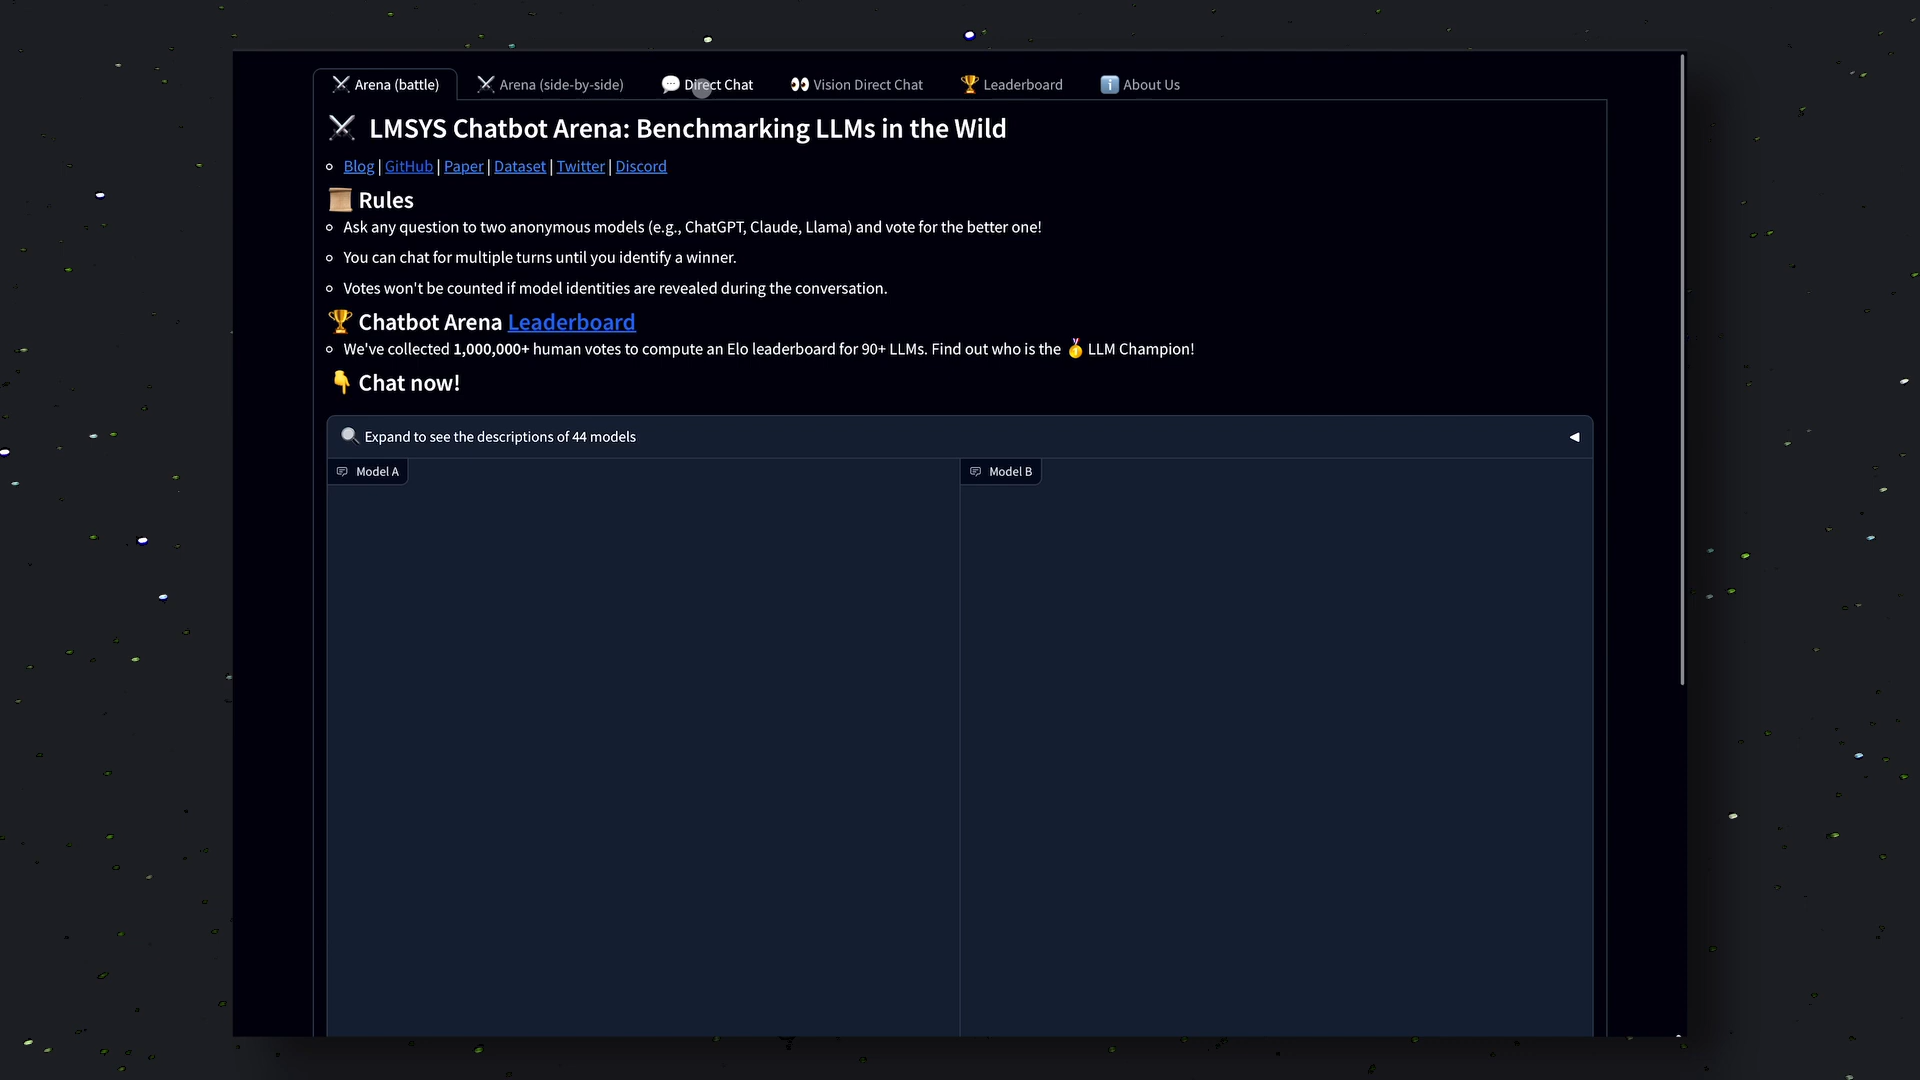 Arena (battle) Arena (side-by-side) Direct Chat Vision Direct Chat Leaderboard About Us
LMSYS Chatbot Arena: Benchmarking LLMs in the Wild
Blog | GitHub | Paper | Dataset | Twitter | Discord
Rules
Ask any question to two anonymous models (e.g., ChatGPT, Claude, Llama) and vote for the better one!
You can chat for multiple turns until you identify a winner.
Votes won't be counted if model identities are revealed during the conversation.
Chatbot Arena Leaderboard
We've collected 1,000,000+ human votes to compute an Elo leaderboard for 90+ LLMs. Find out who is the 🥇 LLM Champion!
Chat now!
Expand to see the descriptions of 44 models
Model A
Model B